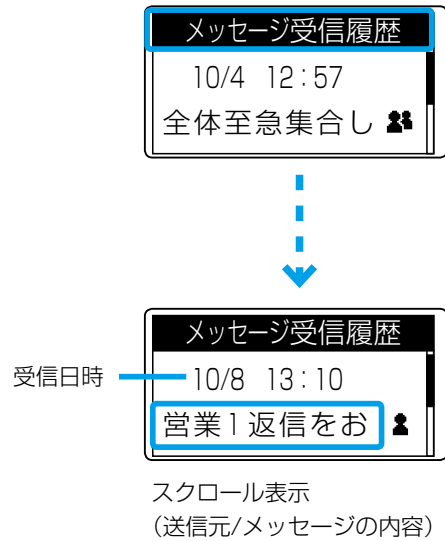 メッセージ受信履歴
10/4 12:57
全体至急集合し
メッセージ受信履歴
受信日時
10/8 13:10
営業1返信をお
スクロール表示
(送信元/メッセージの内容)